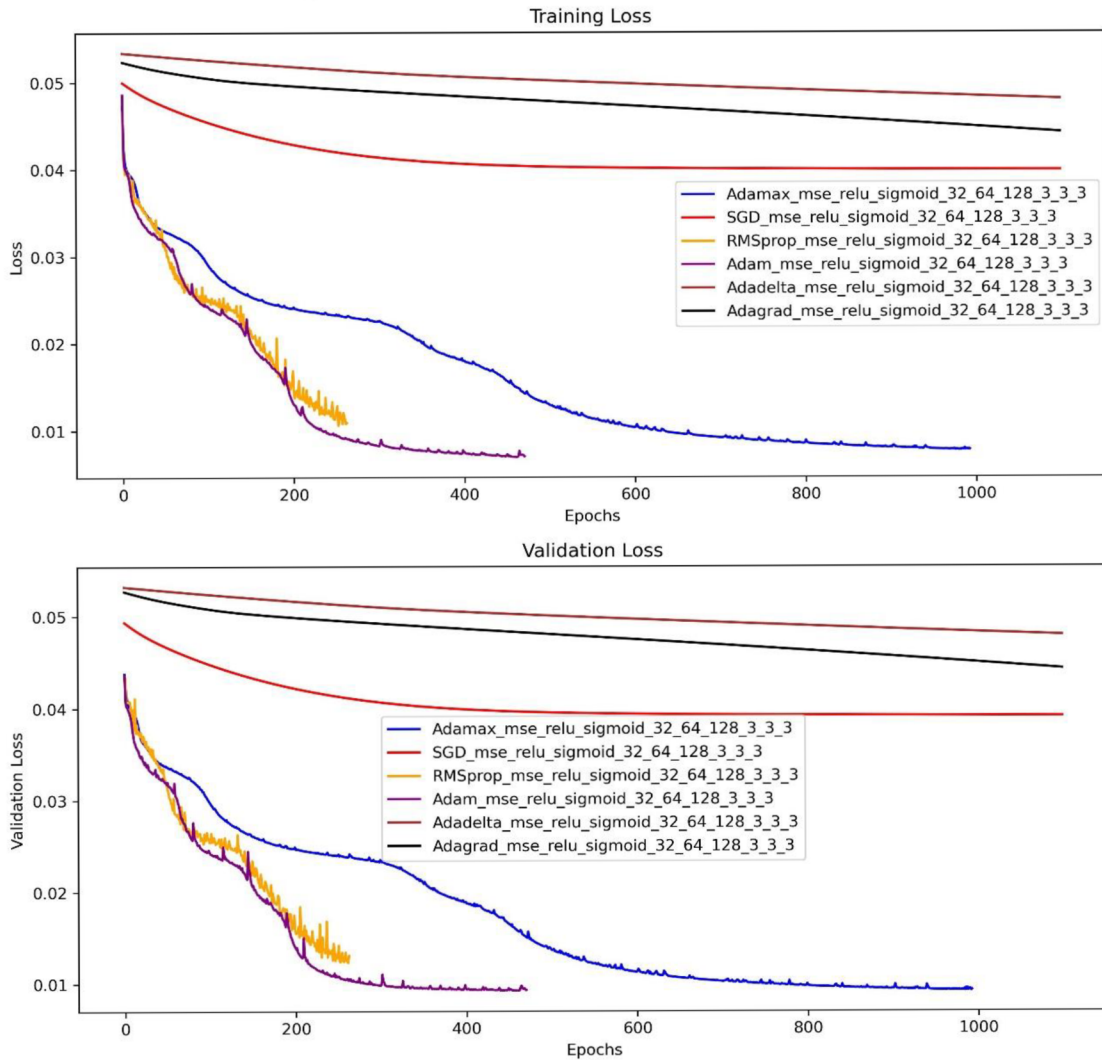 Training Loss
0.05
0.04
0.03
0.02
0.01
Loss
Adamax_mse_relu_sigmoid_32_64_128_3_3_3
SGD_mse_relu_sigmoid_32_64_128_3_3_3
RMSprop_mse_relu_sigmoid_32_64_128_3_3_3
Adam_mse_relu_sigmoid_32_64_128_3_3_3
Adadelta_mse_relu_sigmoid_32_64_128_3_3_3
Adagrad_mse_relu_sigmoid_32_64_128_3_3_3
0 200 400 600 800 1000
Epochs
Validation Loss
0.05
0.04
0.03
0.02
0.01
Validation Loss
Adamax_mse_relu_sigmoid_32_64_128_3_3_3
SGD_mse_relu_sigmoid_32_64_128_3_3_3
RMSprop_mse_relu_sigmoid_32_64_128_3_3_3
Adam_mse_relu_sigmoid_32_64_128_3_3_3
Adadelta_mse_relu_sigmoid_32_64_128_3_3_3
Adagrad_mse_relu_sigmoid_32_64_128_3_3_3
0 200 400 600 800 1000
Epochs